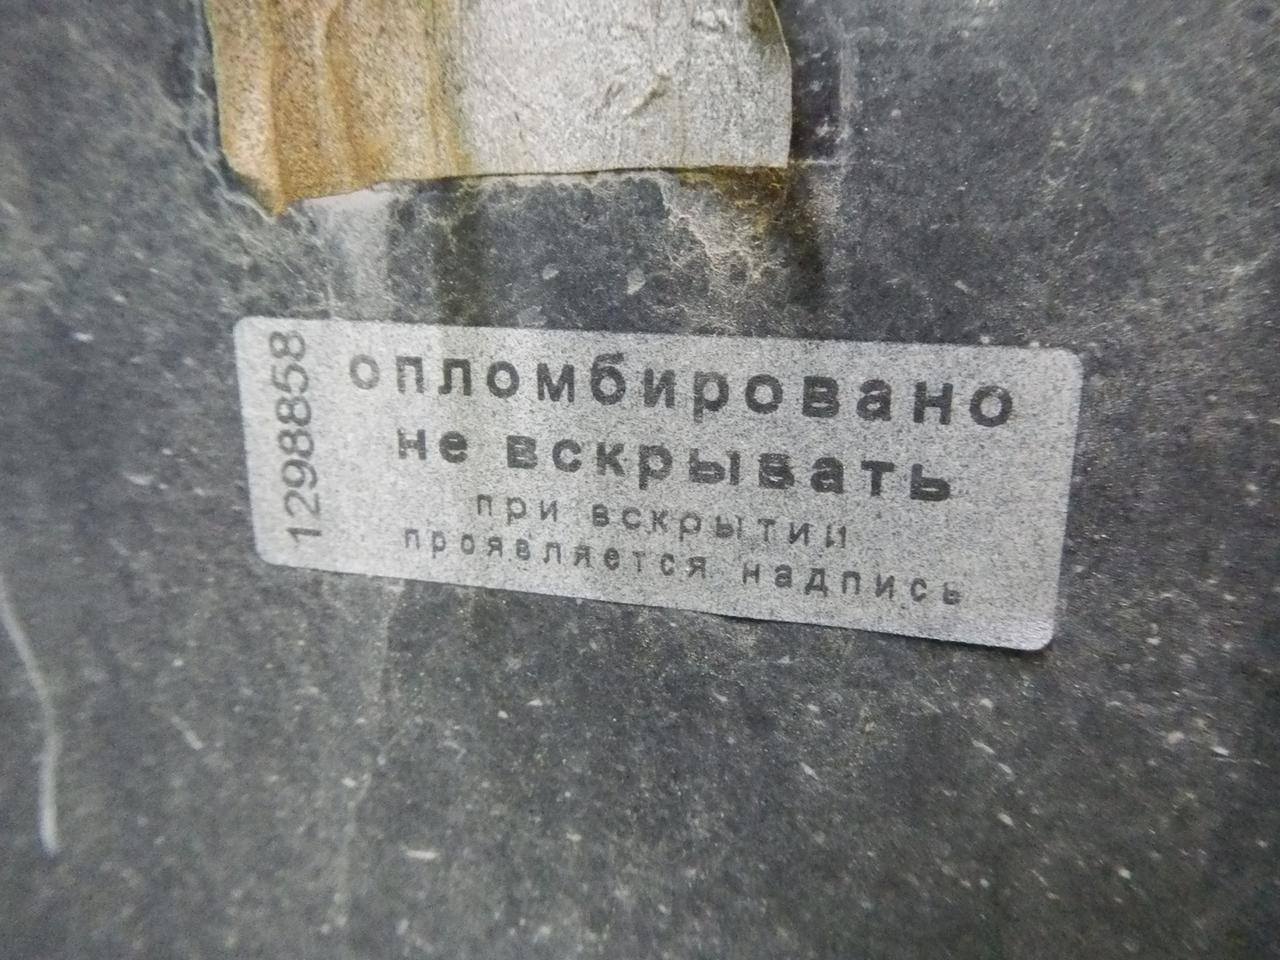 1298858
опломбировано
не вскрывать
при вскрытии
проявляется надпись